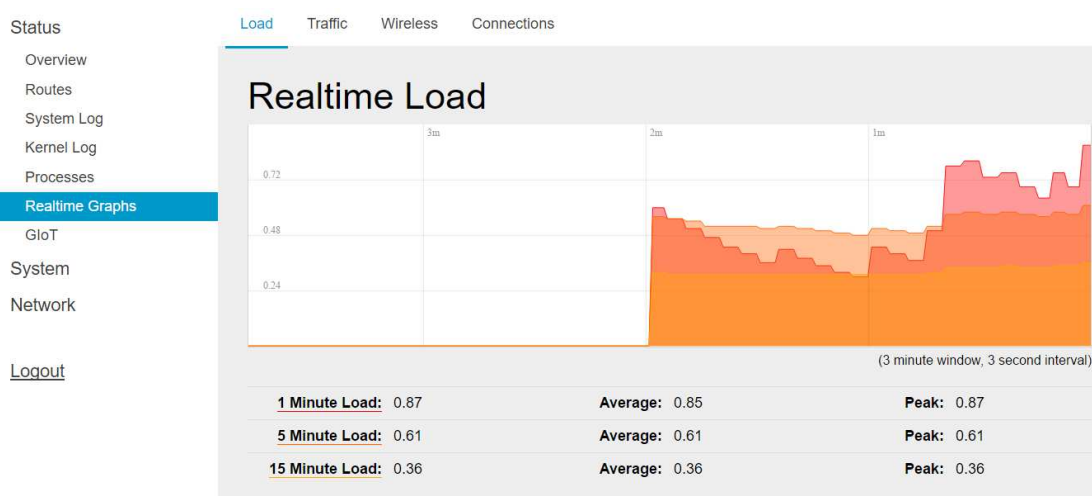 Status
Overview
Routes
System Log
Kernel Log
Processes
Realtime Graphs
GIoT
System
Network
Logout
Load Traffic Wireless Connections
Realtime Load
3m 2m 1m
0.72
0.48
0.24
(3 minute window, 3 second interval)
1 Minute Load: 0.87 Average: 0.85 Peak: 0.87
5 Minute Load: 0.61 Average: 0.61 Peak: 0.61
15 Minute Load: 0.36 Average: 0.36 Peak: 0.36